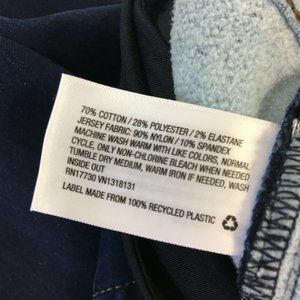 70% COTTON / 28% POLYESTER / 2% ELASTANE
JERSEY FABRIC: 90% NYLON / 10% SPANDEX
MACHINE WASH WARM WITH LIKE COLORS, NORMAL
CYCLE, ONLY NON-CHLORINE BLEACH WHEN NEEDED
TUMBLE DRY MEDIUM, WARM IRON IF NEEDED, WASH
INSIDE OUT
RN17730 VN1318131
LABEL MADE FROM 100% RECYCLED PLASTIC